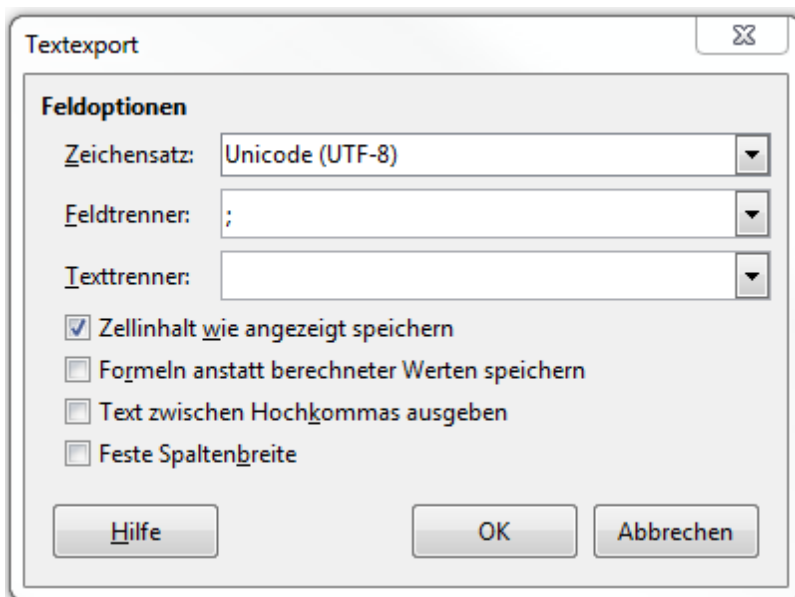 Textexport
Feldoptionen
Zeichensatz: Unicode (UTF-8)
Feldtrenner: ;
Texttrenner:
Zellinhalt wie angezeigt speichern
Formeln anstatt berechneter Werten speichern
Text zwischen Hochkommas ausgeben
Feste Spaltenbreite
Hilfe OK Abbrechen